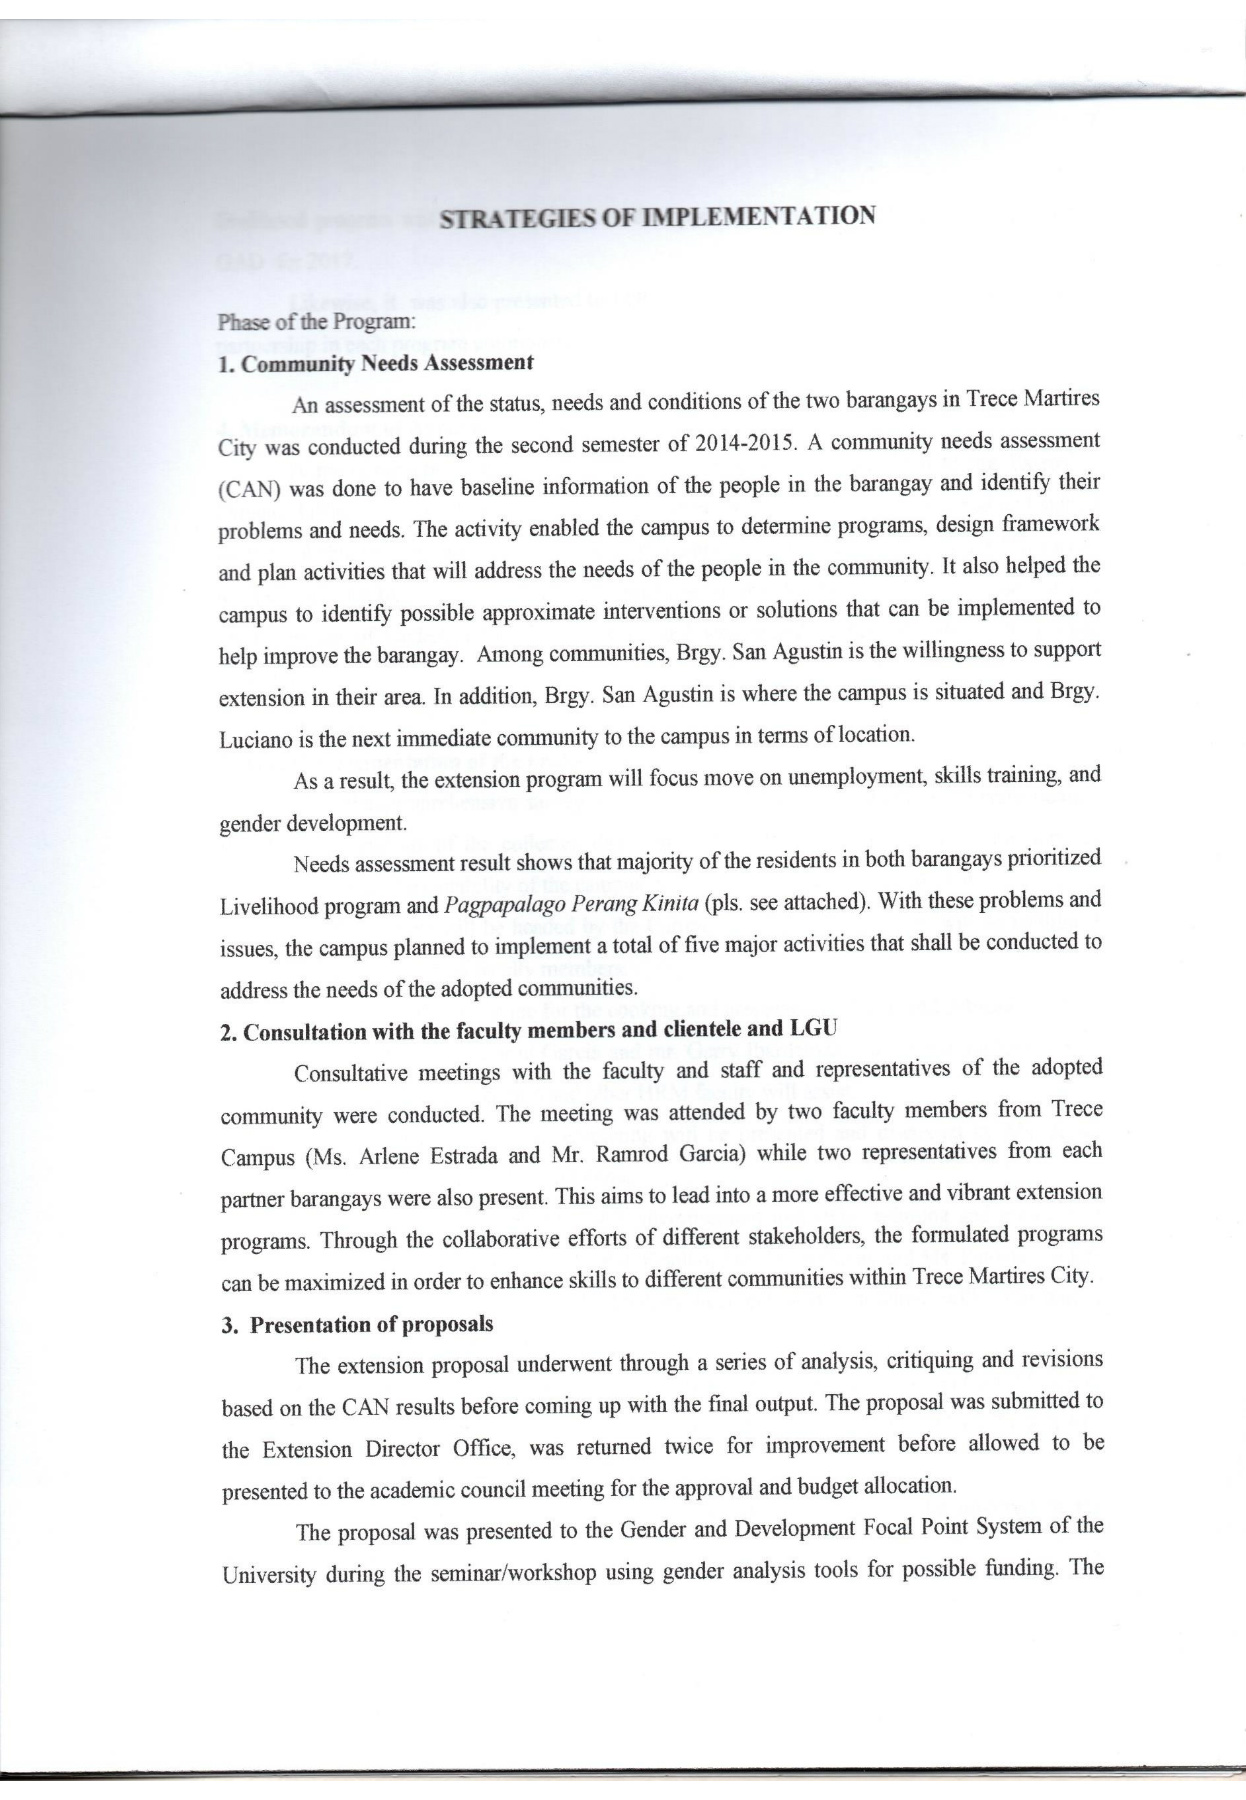 STRATEGIES OF IMPLEMENTATION
Phase of the Program:
1. Community Needs Assessment
An assessment of the status, needs and conditions of the two barangays in Trece Martires
City was conducted during the second semester of 2014-2015. A community needs assessment
(CAN) was done to have baseline information of the people in the barangay and identify their
problems and needs. The activity enabled the campus to determine programs, design framework
and plan activities that will address the needs of the people in the community. It also helped the
campus to identify possible approximate interventions or solutions that can be implemented to
help improve the barangay. Among communities, Brgy. San Agustin is the willingness to support
extension in their area. In addition, Brgy. San Agustin is where the campus is situated and Brgy.
Luciano is the next immediate community to the campus in terms of location.
As a result, the extension program will focus move on unemployment, skills training, and
gender development.
Needs assessment result shows that majority of the residents in both barangays prioritized
Livelihood program and Pagpapalago Perang Kinita (pls. see attached). With these problems and
issues, the campus planned to implement a total of five major activities that shall be conducted to
address the needs of the adopted communities.
2. Consultation with the faculty members and clientele and LGU
Consultative meetings with the faculty and staff and representatives of the adopted
community were conducted. The meeting was attended by two faculty members from Trece
Campus (Ms. Arlene Estrada and Mr. Ramrod Garcia) while two representatives from each
partner barangays were also present. This aims to lead into a more effective and vibrant extension
programs. Through the collaborative efforts of different stakeholders, the formulated programs
can be maximized in order to enhance skills to different communities within Trece Martires City.
3. Presentation of proposals
The extension proposal underwent through a series of analysis, critiquing and revisions
based on the CAN results before coming up with the final output. The proposal was submitted to
the Extension Director Office, was returned twice for improvement before allowed to be
presented to the academic council meeting for the approval and budget allocation.
The proposal was presented to the Gender and Development Focal Point System of the
University during the seminar/workshop using gender analysis tools for possible funding. The